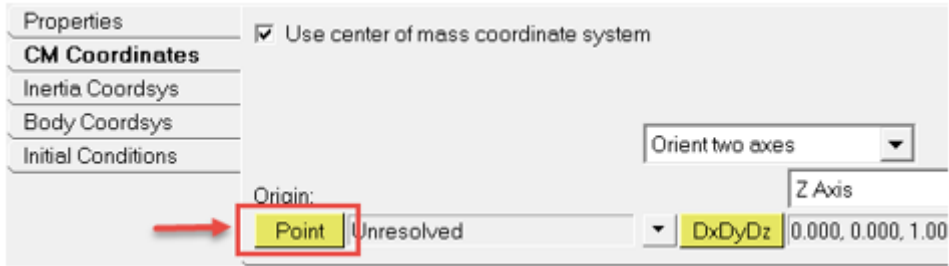 Properties
CM Coordinates
Inertia Coordsys
Body Coordsys
Initial Conditions
Use center of mass coordinate system
Orient two axes
Origin:
Z Axis
Point Unresolved DxDyDz 0.000, 0.000, 1.00